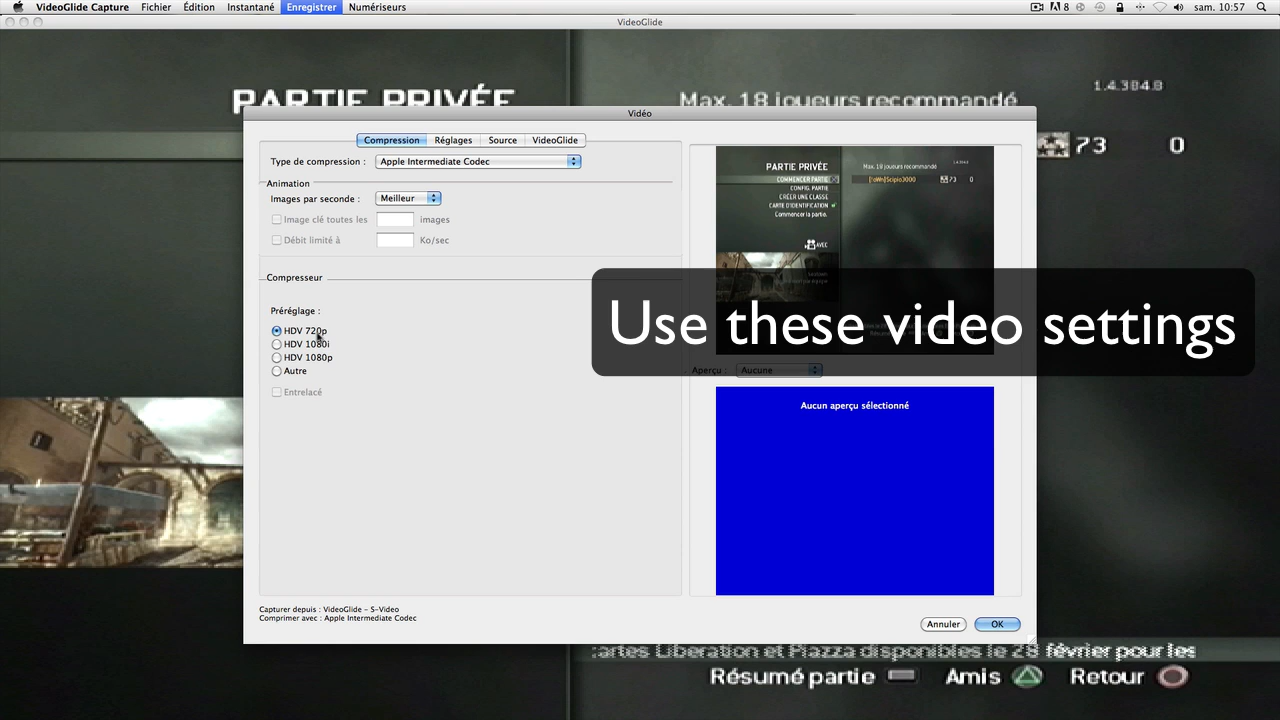 VideoGlide Capture Fichier Édition Instantané Enregistrer Numériseurs
8 sam. 10:57
VideoGlide
PARTIE PRIVÉE
Max. 18 joueurs recommandé
1.4.384.8
73 0
Vidéo
Compression Réglages Source VideoGlide
Type de compression : Apple Intermediate Codec
Animation
Images par seconde : Meilleur
Image clé toutes les images
Débit limité à Ko/sec
Compresseur
Préréglage :
HDV 720p
HDV 1080i
HDV 1080p
Autre
Entrelacé
PARTIE PRIVÉE
Max. 18 joueurs recommandé
COMMENCER PARTIE
73 0
CONFIG. PARTIE
CRÉER UNE CLASSE
CARTE D'IDENTIFICATION
Commencer la partie.
AVEC
Use these video settings
Aperçu : Aucune
Aucun aperçu sélectionné
Capturer depuis : VideoGlide - S-Video
Comprimer avec : Apple Intermediate Codec
Annuler OK
cartes Liberation et Piazza disponibles le 28 février pour les
Résumé partie Amis Retour